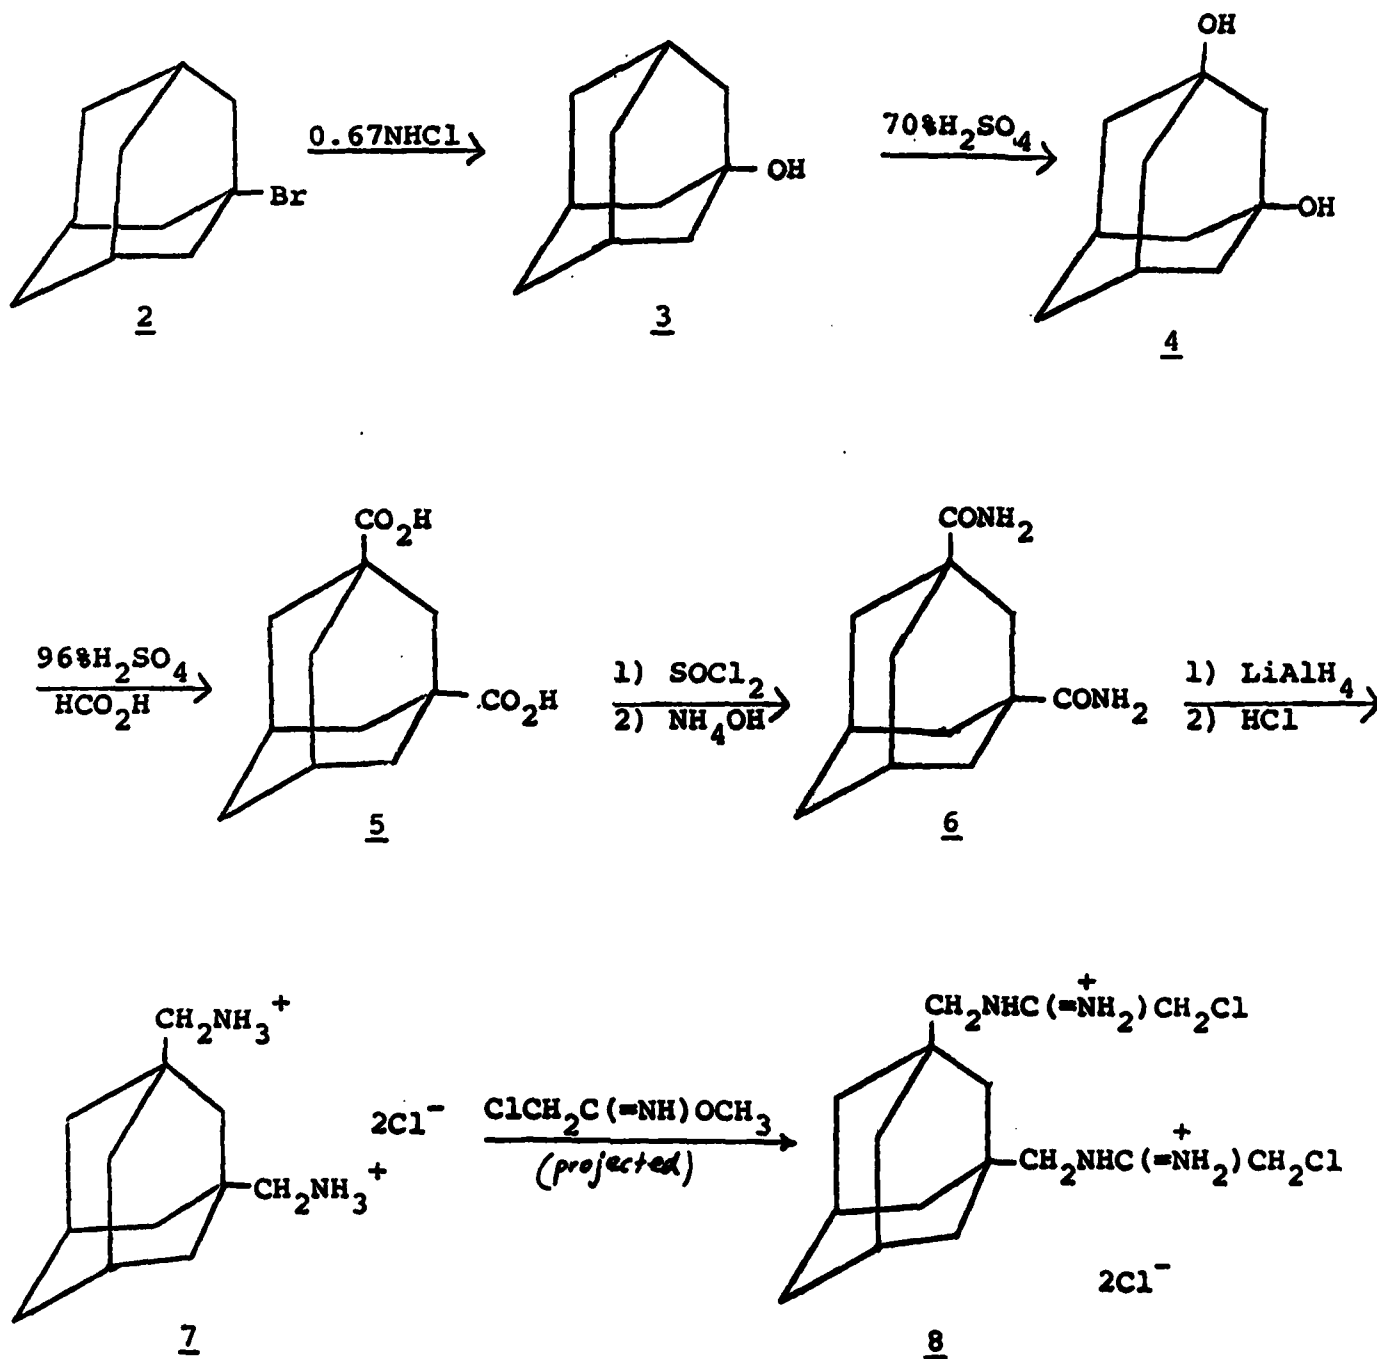 OH
0.67NHCl
70%H2SO4
Br
OH
OH
2
3
4
CO2H
CONH2
96%H2SO4
HCO2H
CO2H
1) SOCl2
2) NH4OH
CONH2
1) LiAlH4
2) HCl
5
6
CH2NH3+
CH2NHC(=NH2)CH2Cl
+
2Cl-
ClCH2C(=NH)OCH3
(projected)
CH2NH3+
CH2NHC(=NH2)CH2Cl
+
2Cl-
7
8